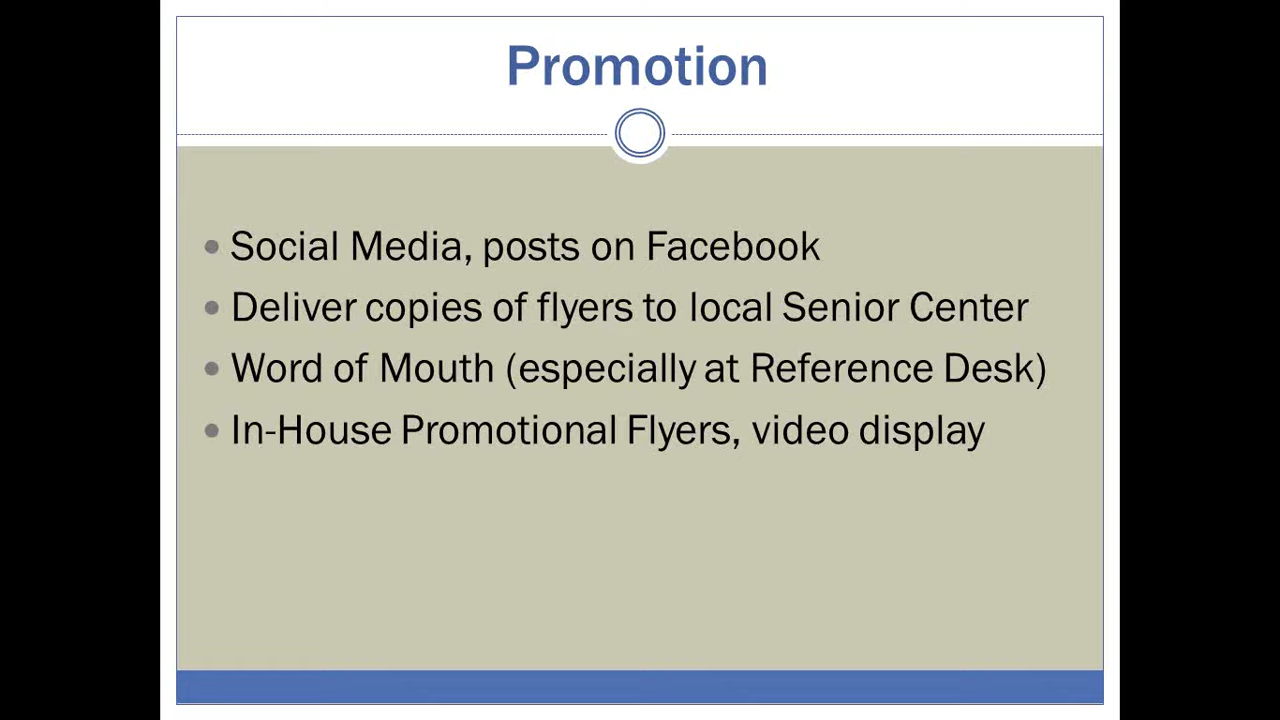 Promotion
Social Media, posts on Facebook
Deliver copies of flyers to local Senior Center
Word of Mouth (especially at Reference Desk)
In-House Promotional Flyers, video display